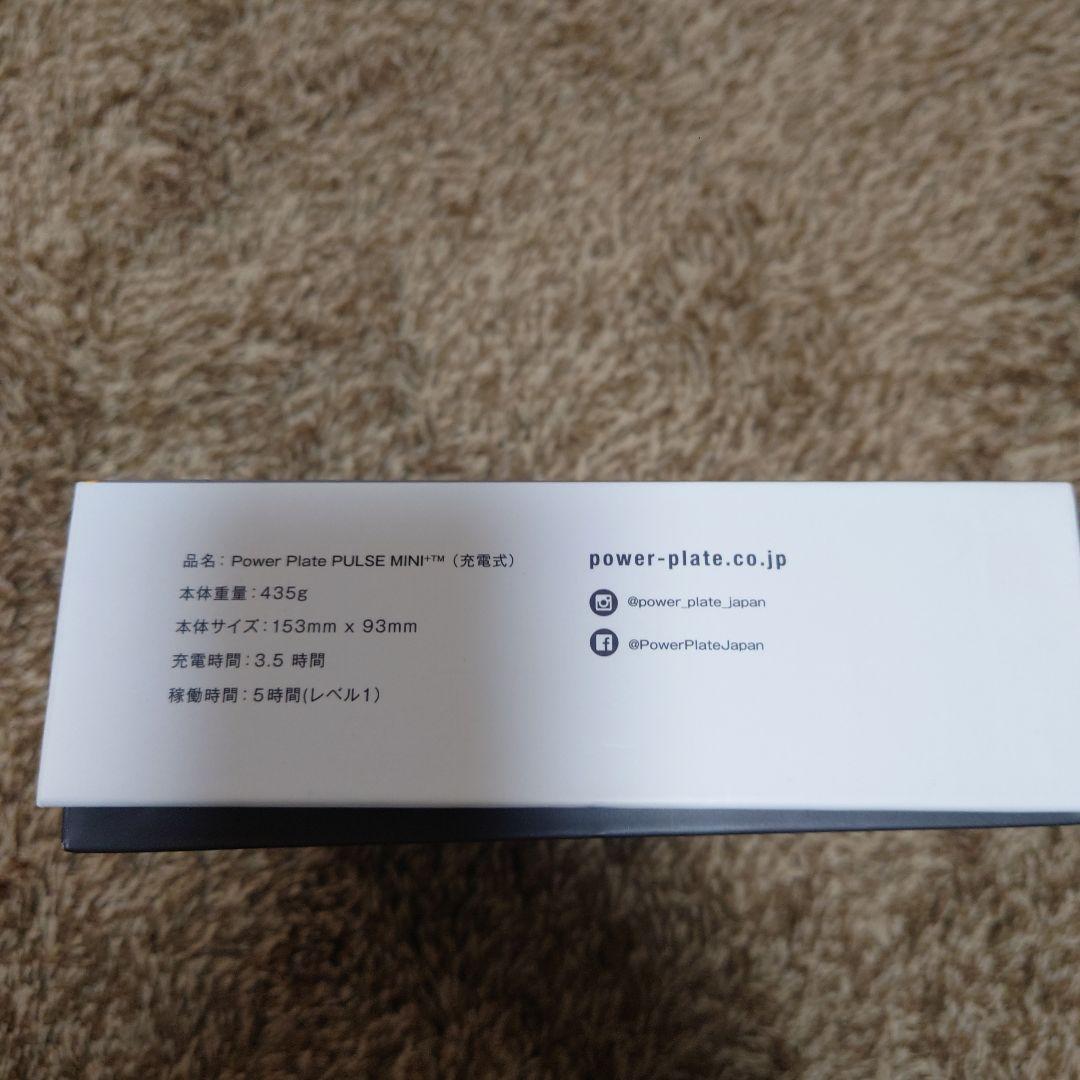 品名：Power Plate PULSE MINI+™（充電式）
本体重量：435g
本体サイズ：153mm x 93mm
充電時間：3.5 時間
稼働時間：5時間(レベル1)
power-plate.co.jp
@power_plate_japan
@PowerPlateJapan